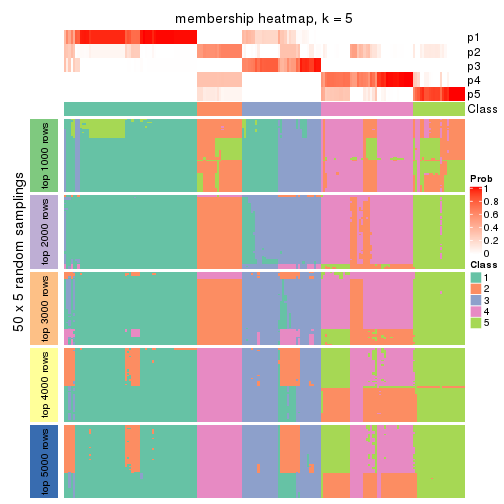 membership heatmap, k = 5
p1
p2
p3
p4
p5
Class
50 x 5 random samplings
top 1000 rows
top 2000 rows
top 3000 rows
top 4000 rows
top 5000 rows
Prob
1
0.8
0.6
0.4
0.2
0
Class
1
2
3
4
5